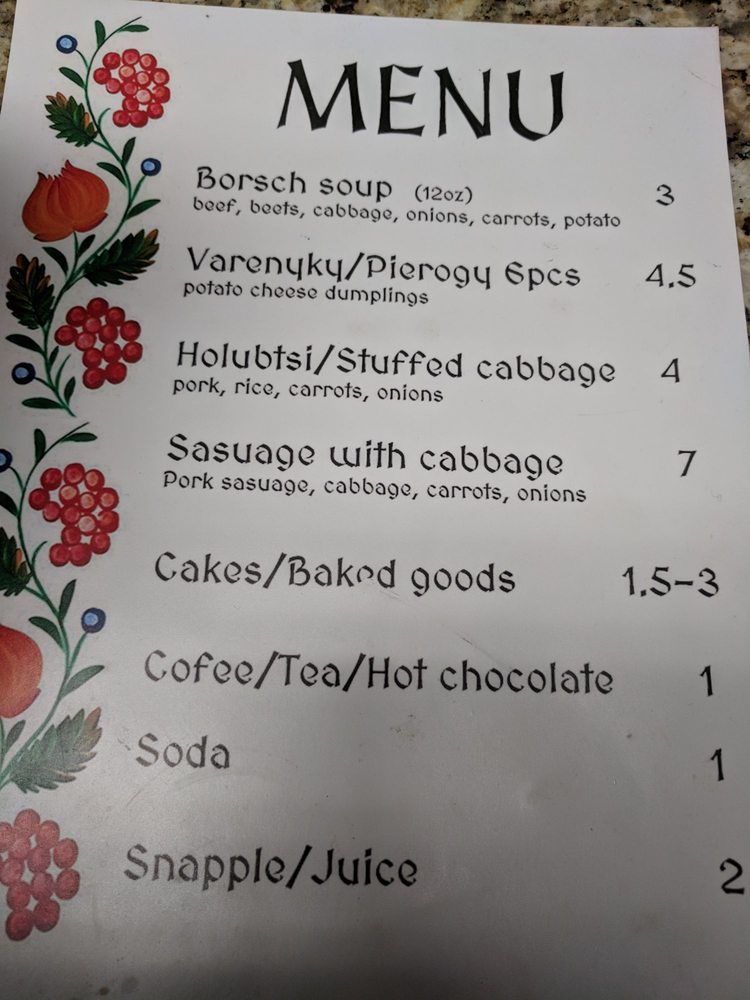 MENU
Borsch soup (12oz) 3
beef, beets, cabbage, onions, carrots, potato
Varenyky/Pierogy 6pcs 4.5
potato cheese dumplings
Holubtsi/Stuffed cabbage 4
pork, rice, carrots, onions
Sasuage with cabbage 7
Pork sasuage, cabbage, carrots, onions
Cakes/Baked goods 1.5-3
Cofee/Tea/Hot chocolate 1
Soda 1
Snapple/Juice 2